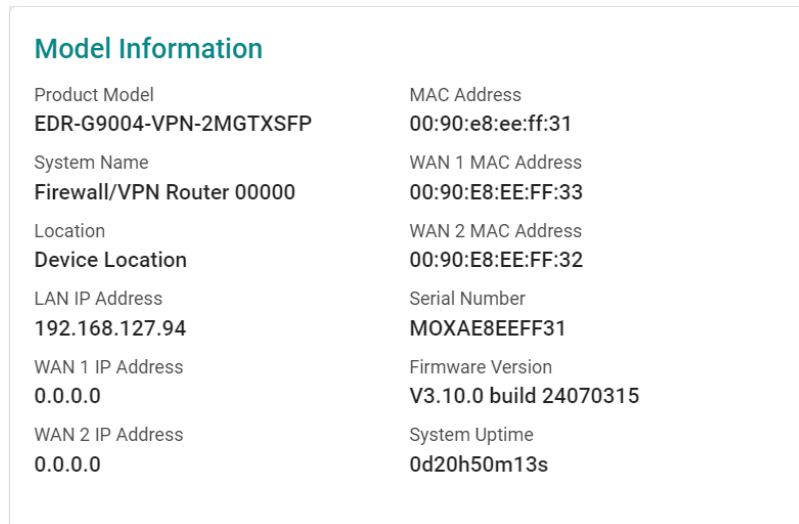 Model Information
Product Model
EDR-G9004-VPN-2MGTXSFP
System Name
Firewall/VPN Router 00000
Location
Device Location
LAN IP Address
192.168.127.94
WAN 1 IP Address
0.0.0.0
WAN 2 IP Address
0.0.0.0
MAC Address
00:90:e8:ee:ff:31
WAN 1 MAC Address
00:90:E8:EE:FF:33
WAN 2 MAC Address
00:90:E8:EE:FF:32
Serial Number
MOXAE8EEFF31
Firmware Version
V3.10.0 build 24070315
System Uptime
0d20h50m13s